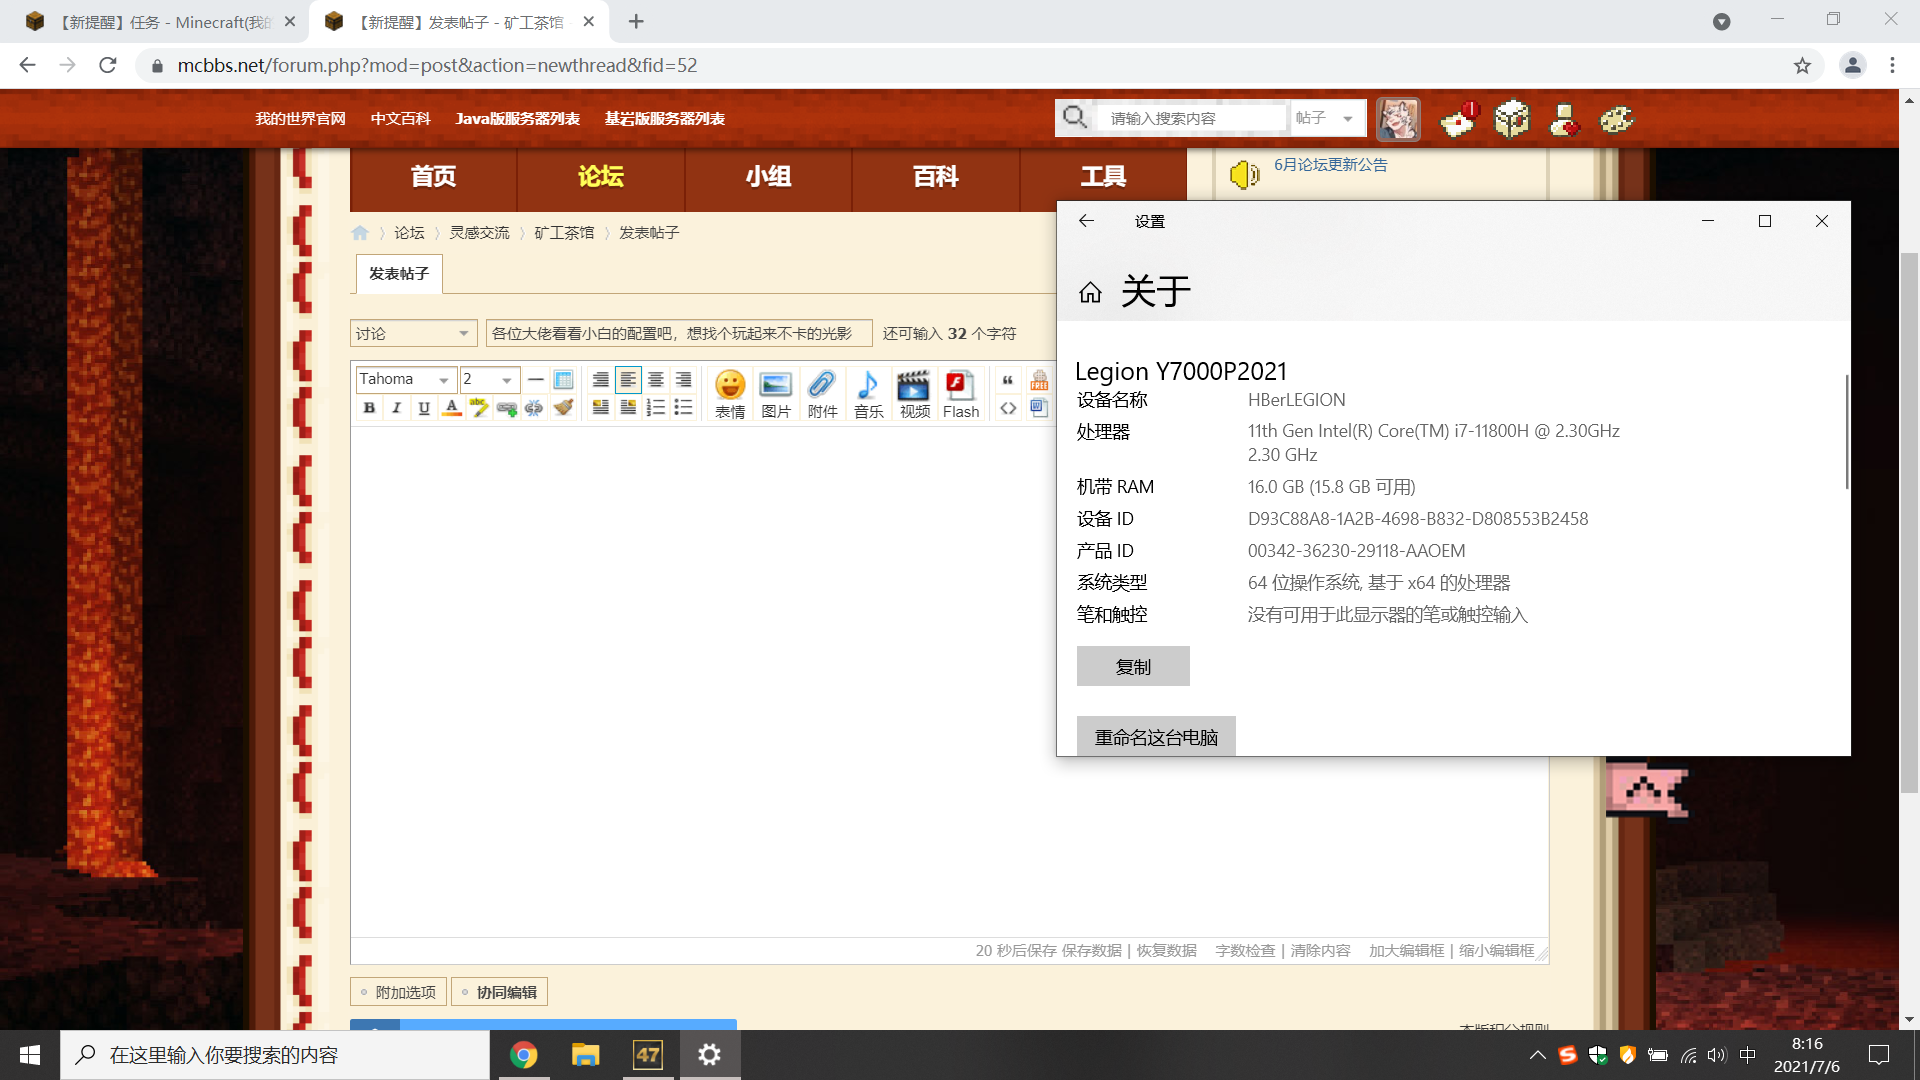 【新提醒】任务 - Minecraft(我的
【新提醒】发表帖子 - 矿工茶馆
mcbbs.net/forum.php?mod=post&action=newthread&fid=52
我的世界官网 中文百科 Java版服务器列表 基岩版服务器列表
请输入搜索内容 帖子
首页 论坛 小组 百科 工具
6月论坛更新公告
论坛 灵感交流 矿工茶馆 发表帖子
发表帖子
讨论 各位大佬看看小白的配置吧，想找个玩起来不卡的光影 还可输入 32 个字符
Tahoma 2
B I U A abc
表情 图片 附件 音乐 视频 Flash
设置
关于
Legion Y7000P2021
设备名称 HBerLEGION
处理器 11th Gen Intel(R) Core(TM) i7-11800H @ 2.30GHz
2.30 GHz
机带 RAM 16.0 GB (15.8 GB 可用)
设备 ID D93C88A8-1A2B-4698-B832-D808553B2458
产品 ID 00342-36230-29118-AAOEM
系统类型 64 位操作系统, 基于 x64 的处理器
笔和触控 没有可用于此显示器的笔或触控输入
复制
重命名这台电脑
20 秒后保存 保存数据 | 恢复数据 字数检查 | 清除内容 加大编辑框 | 缩小编辑框
附加选项 协同编辑
本版积分规则
在这里输入你要搜索的内容
47
中
8:16
2021/7/6